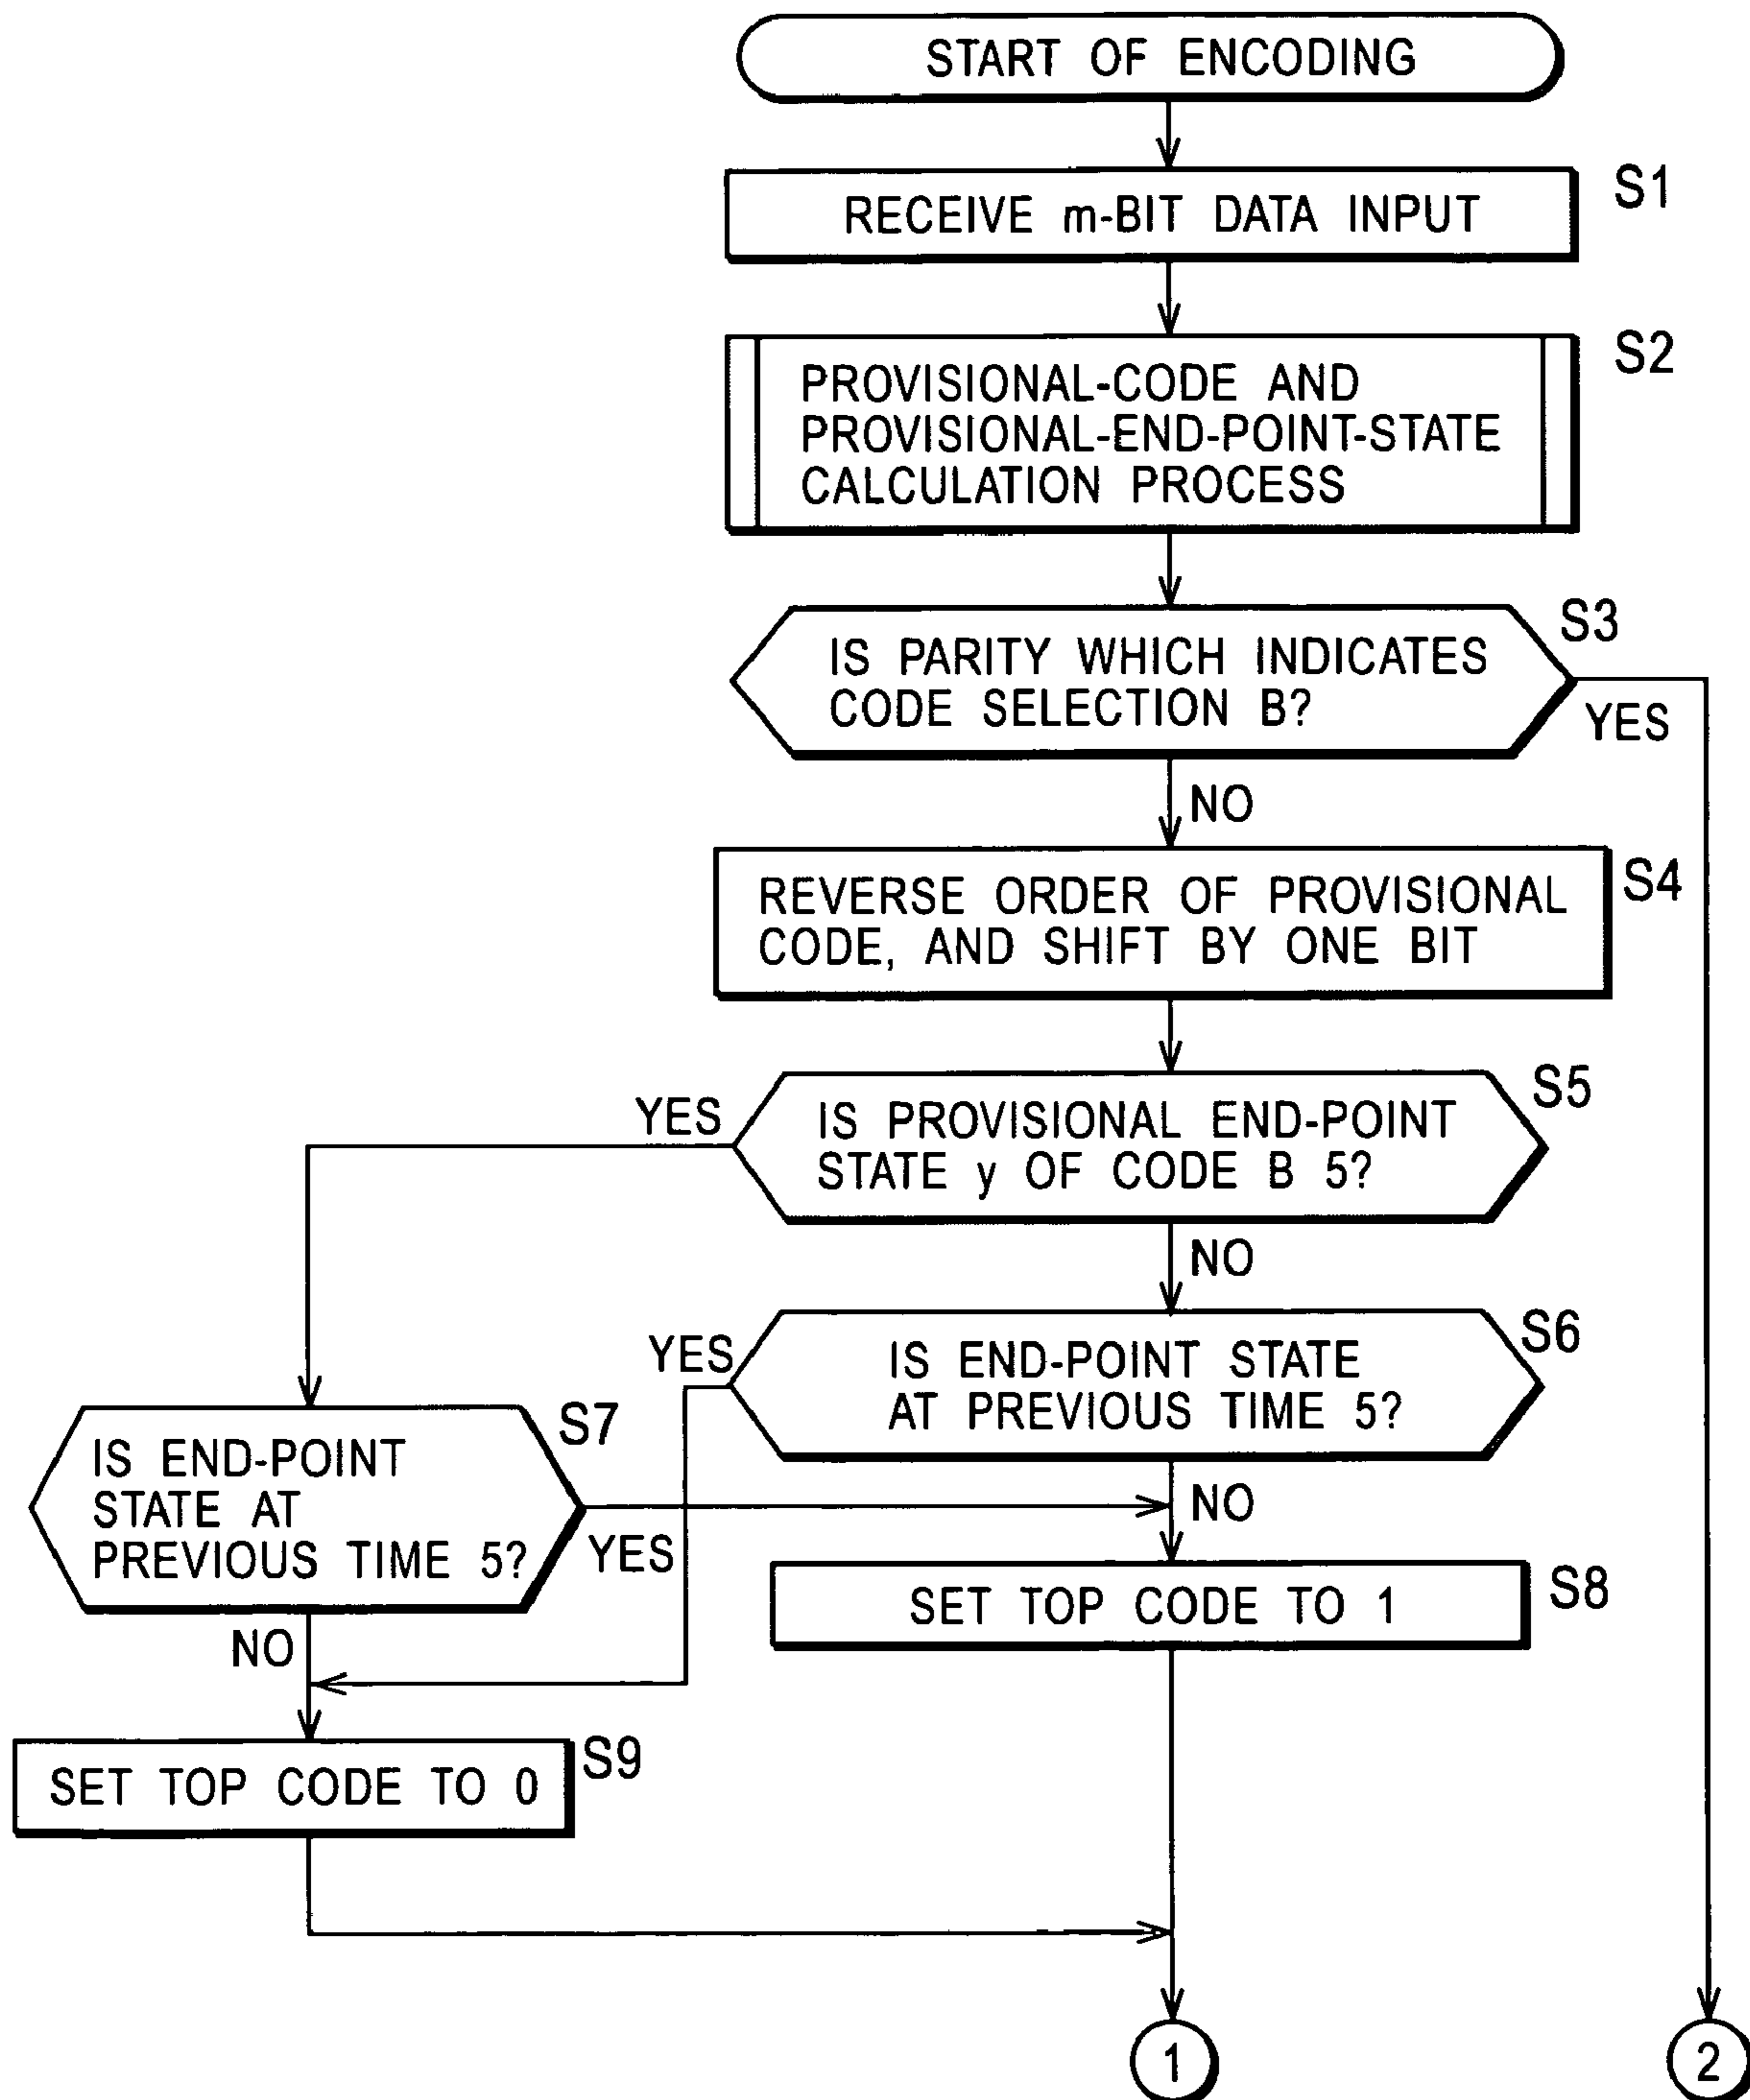 START OF ENCODING
RECEIVE m-BIT DATA INPUT
S1
PROVISIONAL-CODE AND
PROVISIONAL-END-POINT-STATE
CALCULATION PROCESS
S2
IS PARITY WHICH INDICATES
CODE SELECTION B?
S3
YES
NO
REVERSE ORDER OF PROVISIONAL
CODE, AND SHIFT BY ONE BIT
S4
YES
IS PROVISIONAL END-POINT
STATE y OF CODE B 5?
S5
NO
YES
IS END-POINT STATE
AT PREVIOUS TIME 5?
S6
IS END-POINT
STATE AT
PREVIOUS TIME 5?
S7
YES
NO
NO
SET TOP CODE TO 1
S8
SET TOP CODE TO 0
S9
1
2